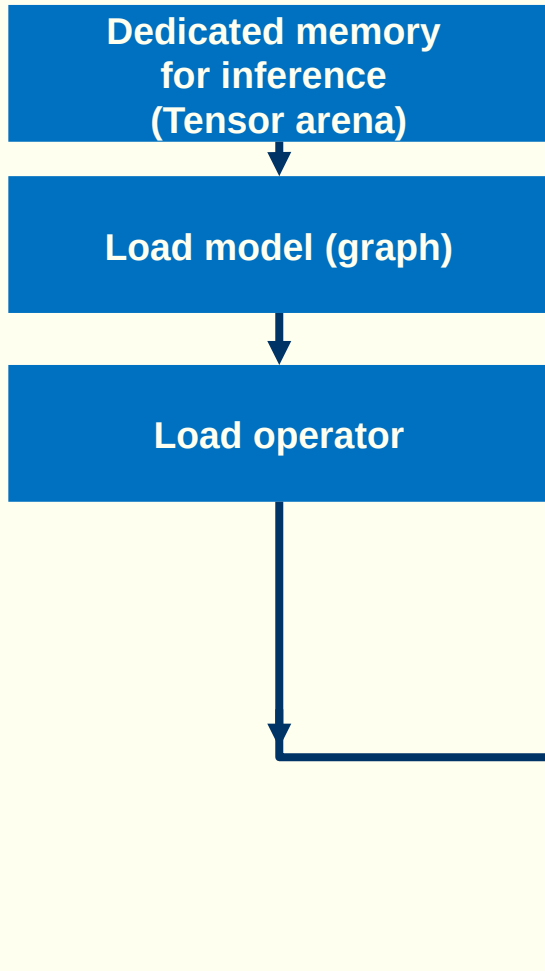 Dedicated memory
for inference
(Tensor arena)
Load model (graph)
Load operator